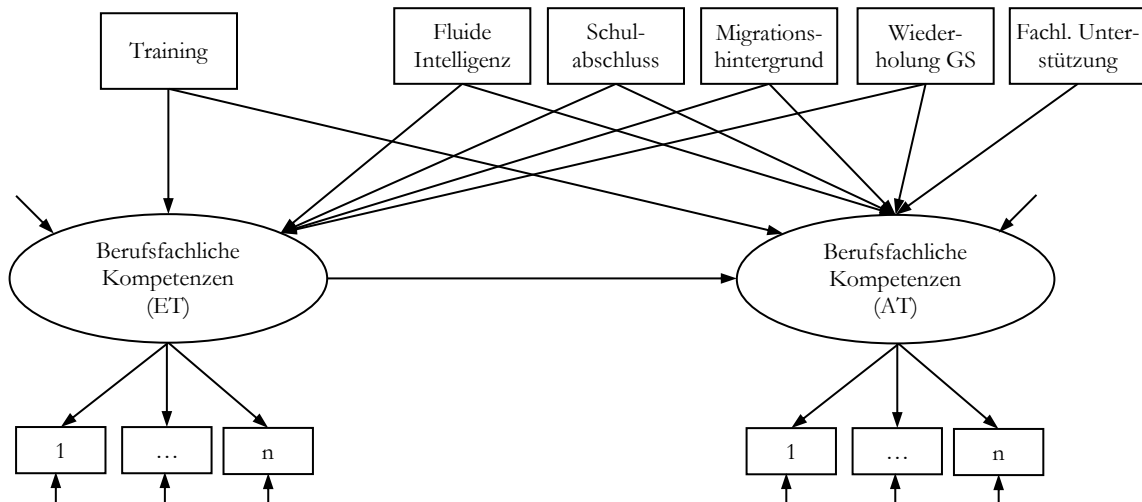 Training
Fluide
Intelligenz
Schul-
abschluss
Migrations-
hintergrund
Wieder-
holung GS
Fachl. Unter-
stützung
Berufsfachliche
Kompetenzen
(ET)
Berufsfachliche
Kompetenzen
(AT)
1
…
n
1
…
n